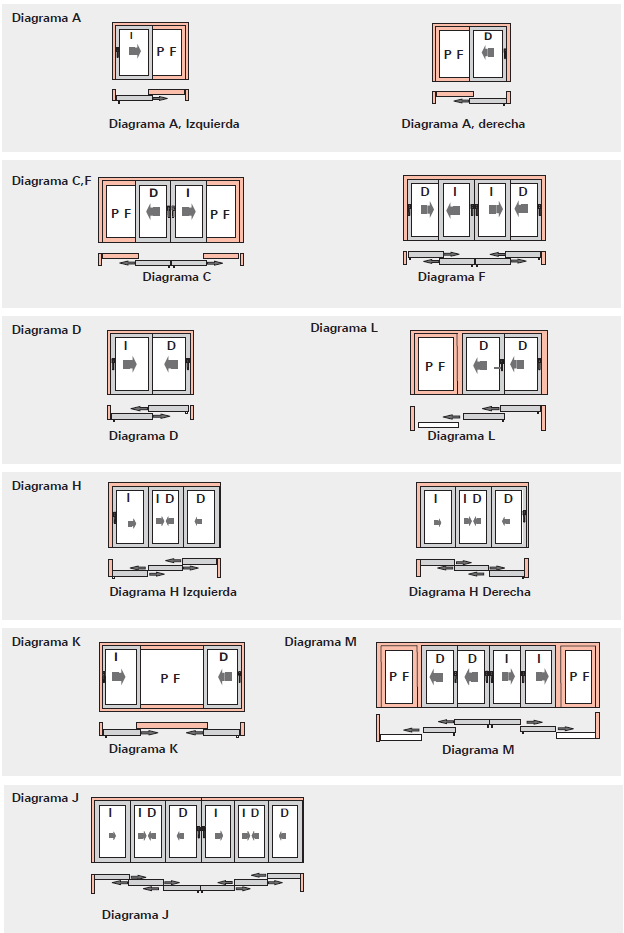 Diagrama A
I
P F
P F
D
Diagrama A, Izquierda
Diagrama A, derecha
Diagrama C,F
P F
D
I
P F
D
I
I
D
Diagrama C
Diagrama F
Diagrama D
I
D
Diagrama L
P F
D
D
Diagrama D
Diagrama L
Diagrama H
I
I D
D
I
I D
D
Diagrama H Izquierda
Diagrama H Derecha
Diagrama K
I
P F
D
Diagrama M
P F
D
D
I
I
P F
Diagrama K
Diagrama M
Diagrama J
I
I D
D
I
I D
D
Diagrama J